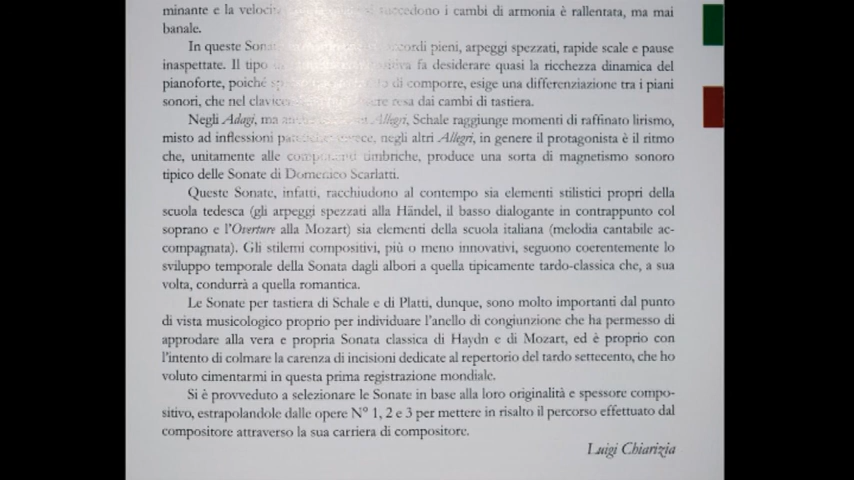 minante e la velocità si succedono i cambi di armonia è rallentata, ma mai
banale.
In queste Sonate accordi pieni, arpeggi spezzati, rapide scale e pause
inaspettate. Il tipo fa desiderare quasi la ricchezza dinamica del
pianoforte, poiché di comporre, esige una differenziazione tra i piani
sonori, che nel resa dai cambi di tastiera.
Negli Adagi, ma Allegri, Schale raggiunge momenti di raffinato lirismo,
misto ad inflessioni negli altri Allegri, in genere il protagonista è il ritmo
che, unitamente alle componenti timbriche, produce una sorta di magnetismo sonoro
tipico delle Sonate di Domenico Scarlatti.
Queste Sonate, infatti, racchiudono al contempo sia elementi stilistici propri della
scuola tedesca (gli arpeggi spezzati alla Händel, il basso dialogante in contrappunto col
soprano e l'Overture alla Mozart) sia elementi della scuola italiana (melodia cantabile ac-
compagnata). Gli stilemi compositivi, più o meno innovativi, seguono coerentemente lo
sviluppo temporale della Sonata dagli albori a quella tipicamente tardo-classica che, a sua
volta, condurrà a quella romantica.
Le Sonate per tastiera di Schale e di Platti, dunque, sono molto importanti dal punto
di vista musicologico proprio per individuare l'anello di congiunzione che ha permesso di
approdare alla vera e propria Sonata classica di Haydn e di Mozart, ed è proprio con
l'intento di colmare la carenza di incisioni dedicate al repertorio del tardo settecento, che ho
voluto cimentarmi in questa prima registrazione mondiale.
Si è provveduto a selezionare le Sonate in base alla loro originalità e spessore compo-
sitivo, estrapolandole dalle opere N° 1, 2 e 3 per mettere in risalto il percorso effettuato dal
compositore attraverso la sua carriera di compositore.
Luigi Chiarizia